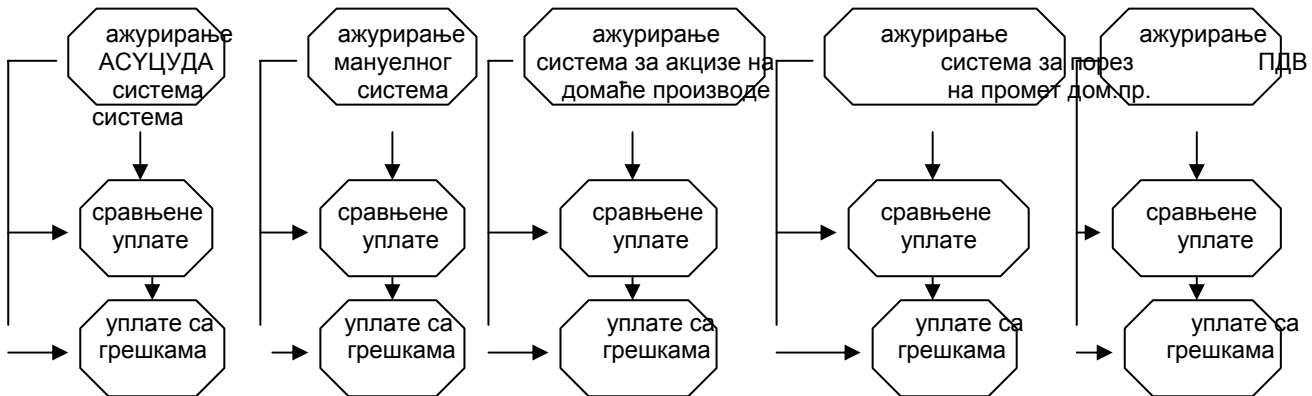 ажурирање
АСYЦУДА
система
система
ажурирање
мануелног
система
ажурирање
система за акцизе на
домаће производе
ажурирање
система за порез
на промет дом.пр.
ажурирање
ПДВ
сравњене
уплате
сравњене
уплате
сравњене
уплате
сравњене
уплате
сравњене
уплате
уплате са
грешкама
уплате са
грешкама
уплате са
грешкама
уплате са
грешкама
уплате са
грешкама